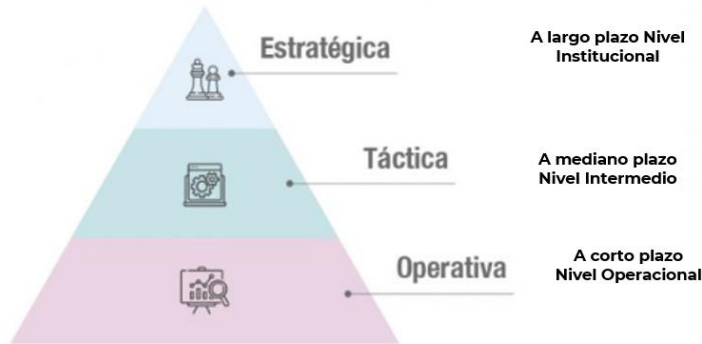 Estratégica
A largo plazo Nivel
Institucional
Táctica
A mediano plazo
Nivel Intermedio
Operativa
A corto plazo
Nivel Operacional